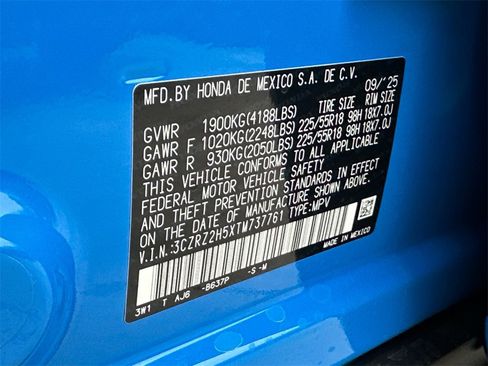 MFD. BY HONDA DE MEXICO S.A. DE C.V. 09/'25
GVWR 1900KG(4188LBS) TIRE SIZE RIM SIZE
GAWR F 1020KG(2248LBS) 225/55R18 98H 18X7.0J
GAWR R 930KG(2050LBS) 225/55R18 98H 18X7.0J
THIS VEHICLE CONFORMS TO ALL APPLICABLE
FEDERAL MOTOR VEHICLE SAFETY
STANDARDS IN EFFECT ON THE DATE OF MANUFACTURE SHOWN ABOVE.
V.I.N.:3CZRZ2H5XTM737761 TYPE:MPV
3W1 T AJ6 -B637P -S -M
MADE IN MEXICO